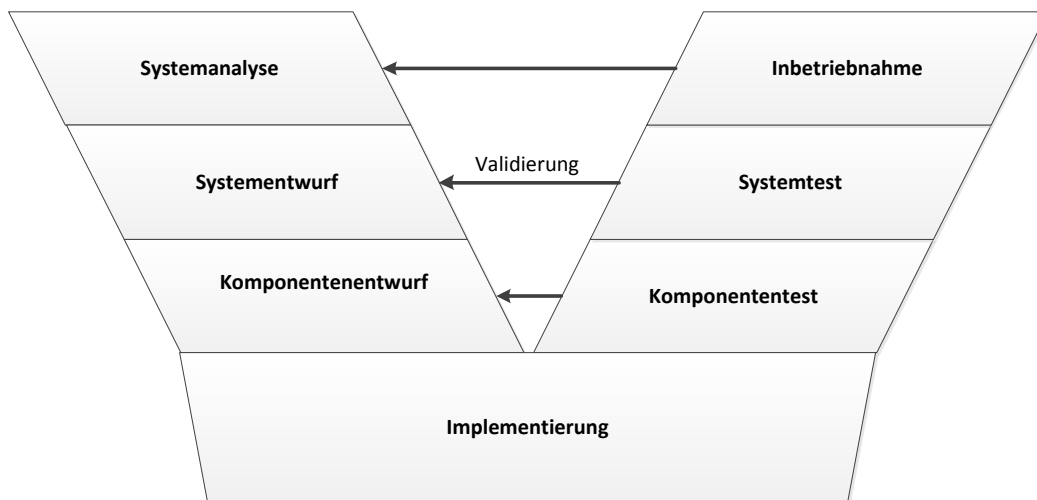 Systemanalyse
Inbetriebnahme
Validierung
Systementwurf
Systemtest
Komponentenentwurf
Komponententest
Implementierung